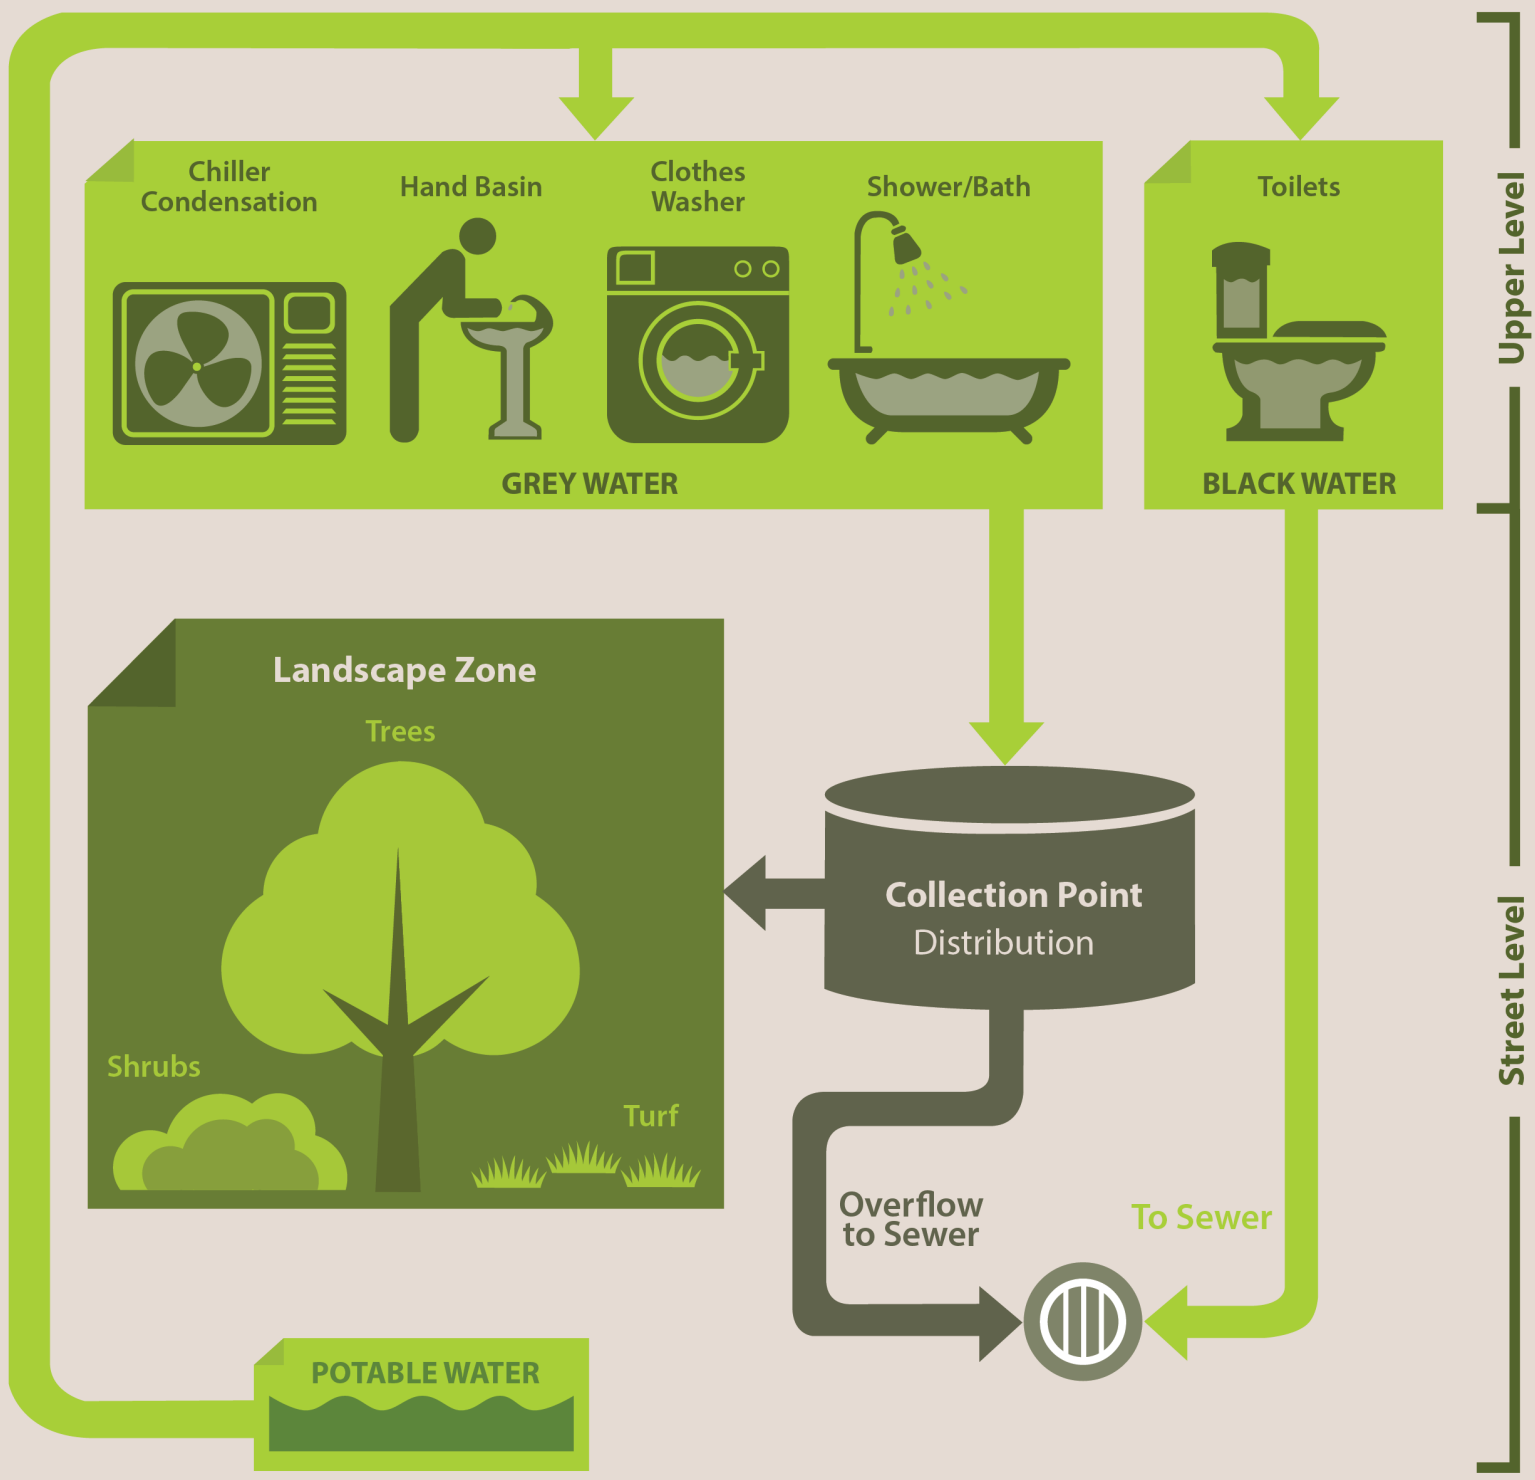 Chiller
Condensation
Hand Basin
Clothes
Washer
Shower/Bath
GREY WATER
Toilets
BLACK WATER
Upper Level
Landscape Zone
Trees
Shrubs
Turf
Collection Point
Distribution
Street Level
Overflow
to Sewer
To Sewer
POTABLE WATER